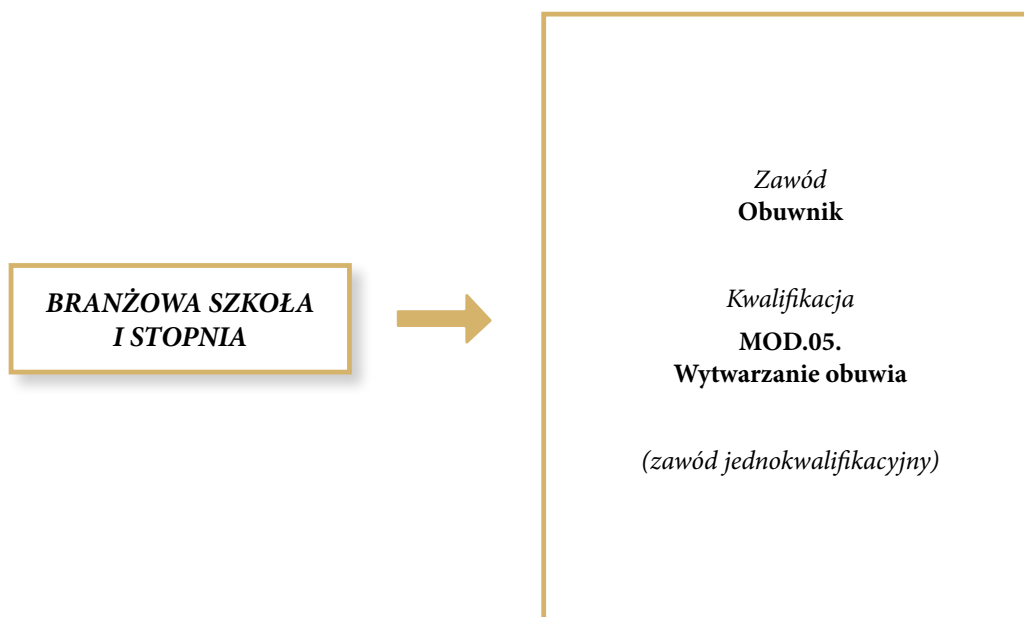 BRANŻOWA SZKOŁA
I STOPNIA
Zawód
Obuwnik
Kwalifikacja
MOD.05.
Wytwarzanie obuwia
(zawód jednokwalifikacyjny)